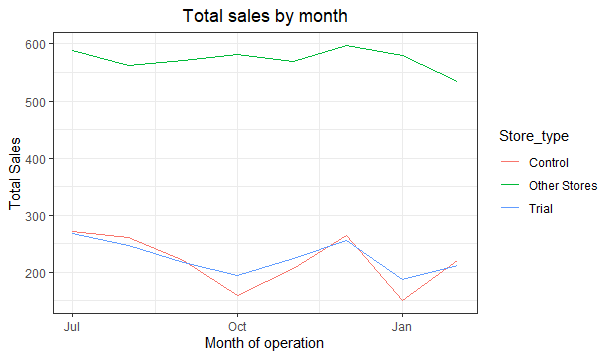 Total sales by month
600
500
400
300
200
Total Sales
Jul
Oct
Jan
Month of operation
Store_type
Control
Other Stores
Trial